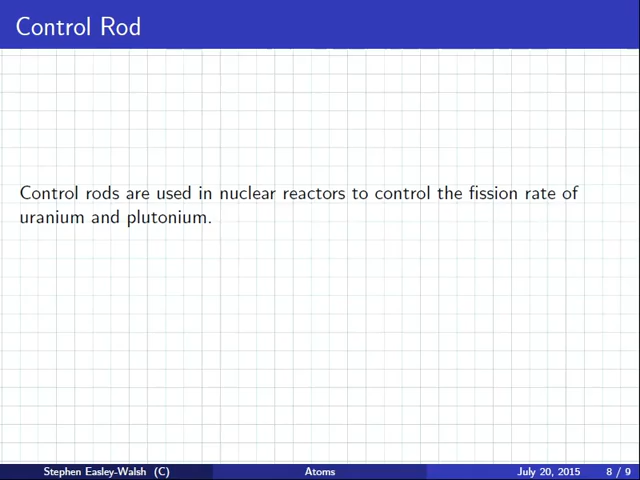 Control Rod
Control rods are used in nuclear reactors to control the fission rate of
uranium and plutonium.
Stephen Easley-Walsh (C) Atoms July 20, 2015 8 / 9